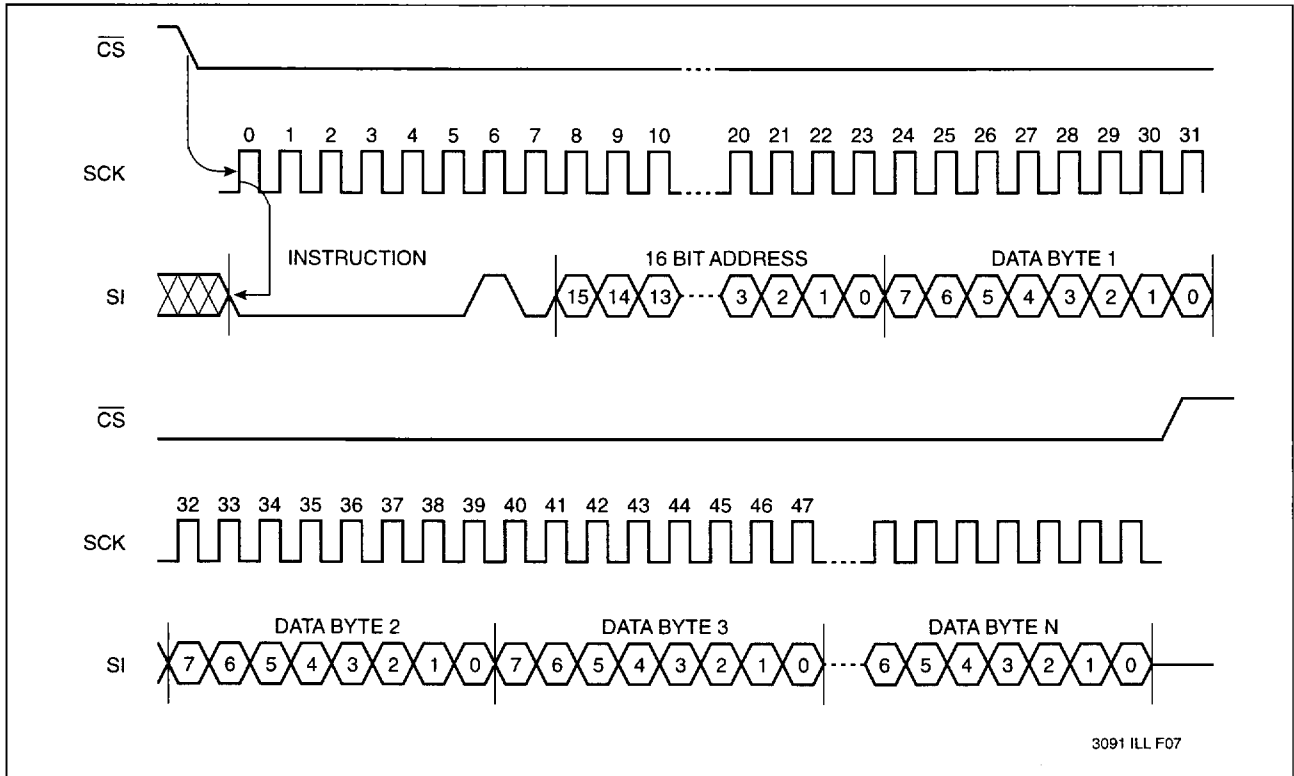 CS
0 1 2 3 4 5 6 7 8 9 10 20 21 22 23 24 25 26 27 28 29 30 31
SCK
INSTRUCTION 16 BIT ADDRESS DATA BYTE 1
SI 15 14 13 3 2 1 0 7 6 5 4 3 2 1 0
CS
32 33 34 35 36 37 38 39 40 41 42 43 44 45 46 47
SCK
DATA BYTE 2 DATA BYTE 3 DATA BYTE N
SI 7 6 5 4 3 2 1 0 7 6 5 4 3 2 1 0 6 5 4 3 2 1 0
3091 ILL F07